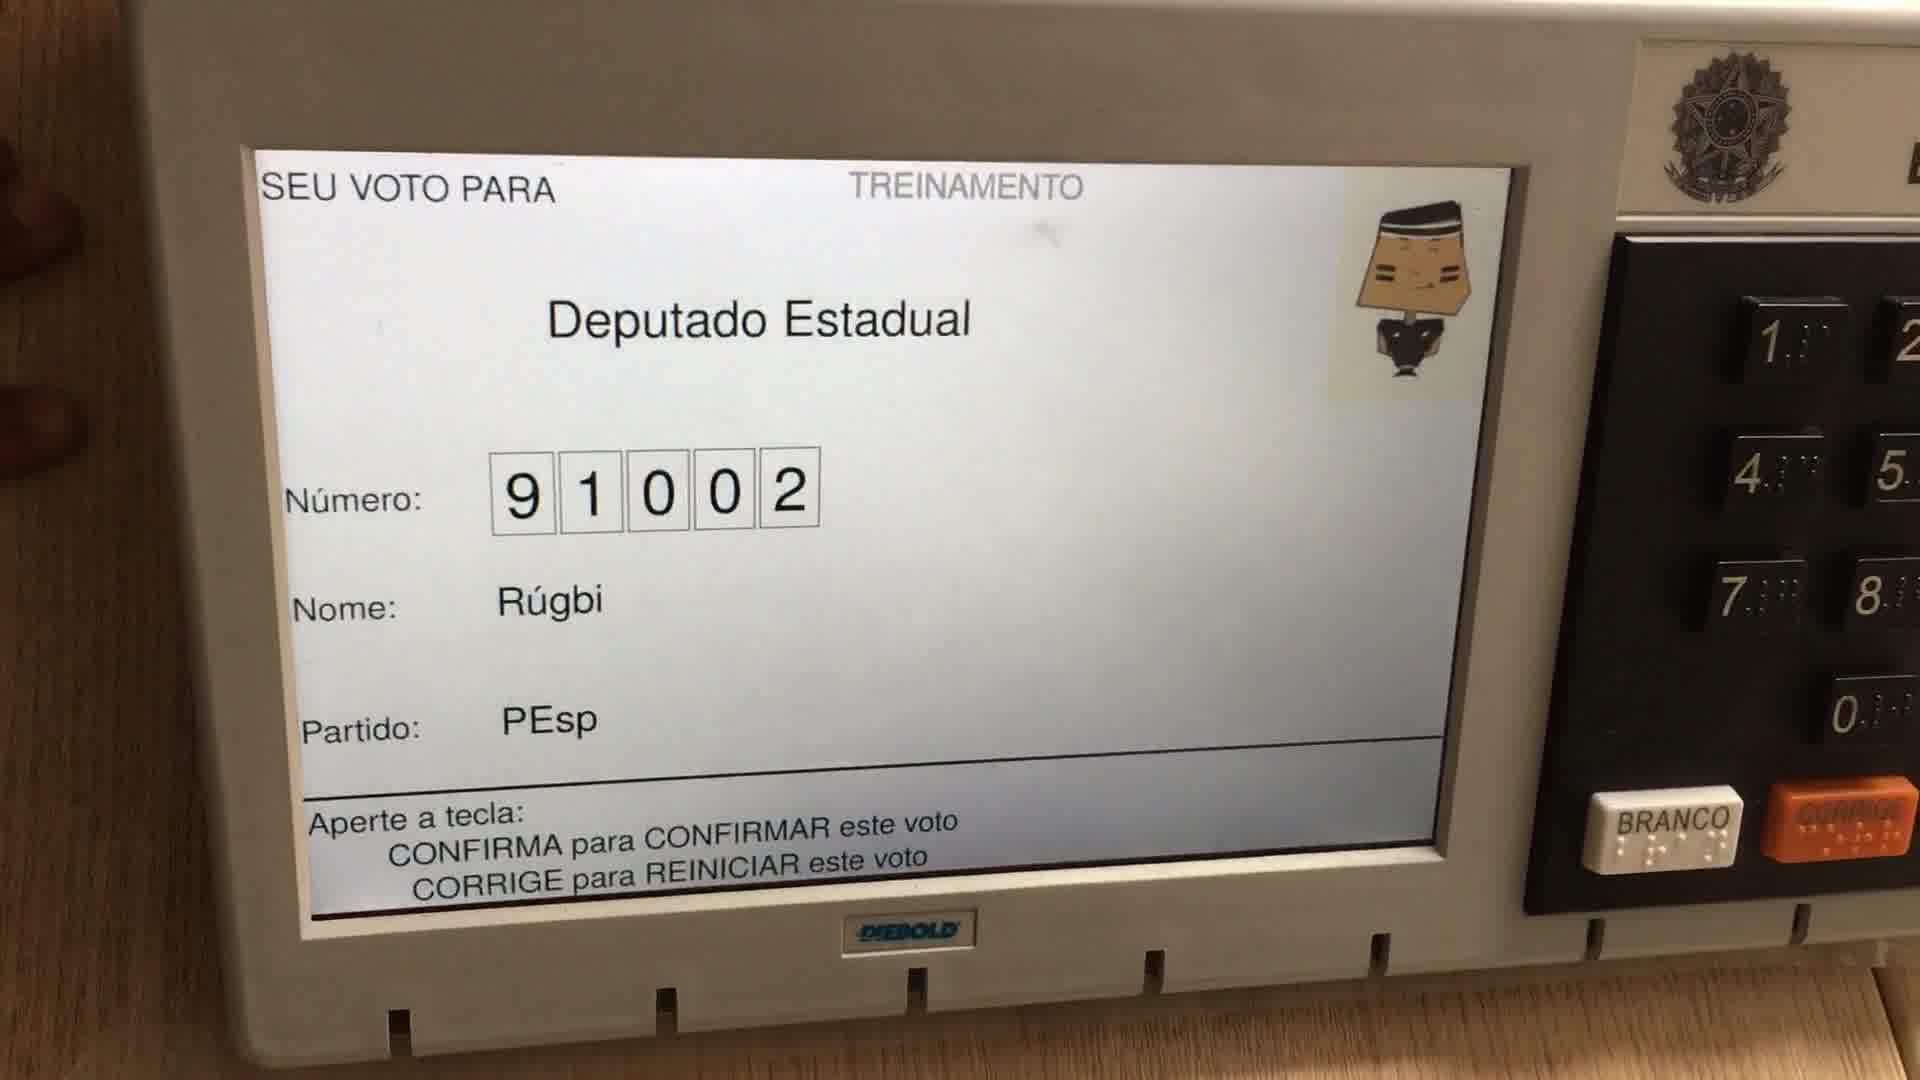 SEU VOTO PARA
TREINAMENTO
Deputado Estadual
Número: 9 1 0 0 2
Nome: Rúgbi
Partido: PEsp
Aperte a tecla:
CONFIRMA para CONFIRMAR este voto
CORRIGE para REINICIAR este voto
DIEBOLD
1 2
4 5
7 8
0
BRANCO CORRIGE